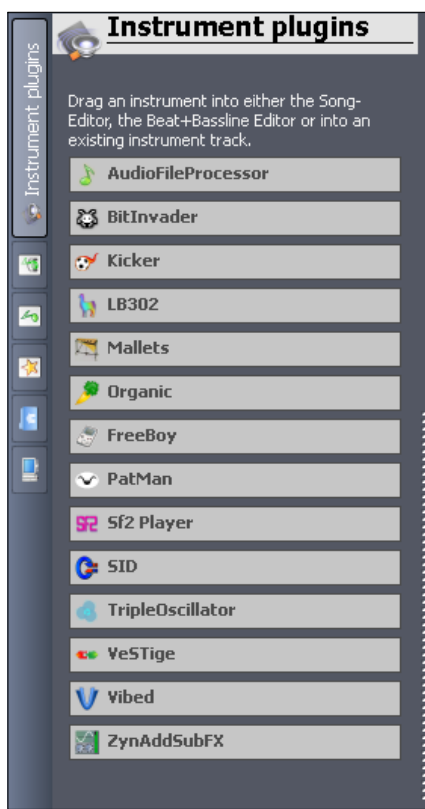 Instrument plugins
Instrument plugins
Drag an instrument into either the Song-
Editor, the Beat+Bassline Editor or into an
existing instrument track.
AudioFileProcessor
BitInvader
Kicker
LB302
Mallets
Organic
FreeBoy
PatMan
SF2 Sf2 Player
SID
TripleOscillator
VeSTige
Vibed
ZynAddSubFX